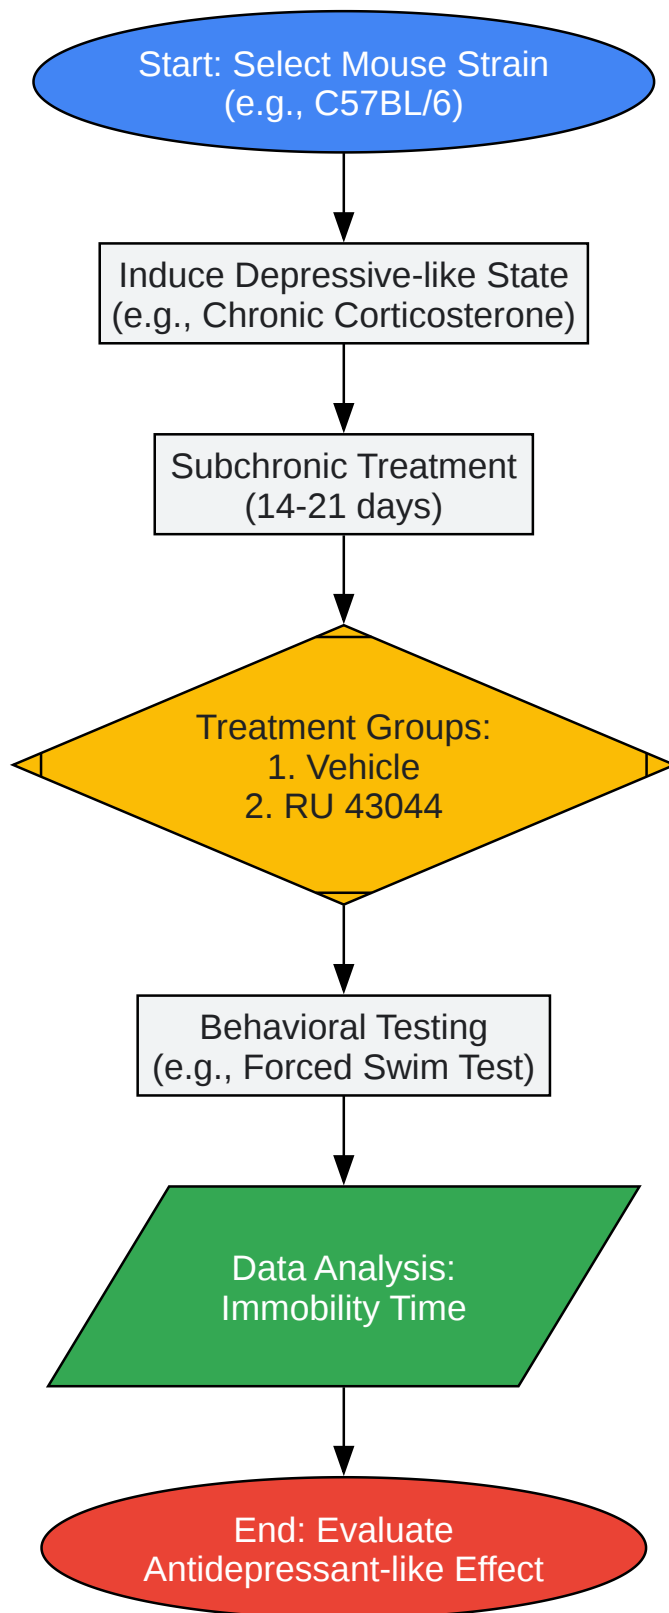 Start: Select Mouse Strain
(e.g., C57BL/6)
Induce Depressive-like State
(e.g., Chronic Corticosterone)
Subchronic Treatment
(14-21 days)
Treatment Groups:
1. Vehicle
2. RU 43044
Behavioral Testing
(e.g., Forced Swim Test)
Data Analysis:
Immobility Time
End: Evaluate
Antidepressant-like Effect